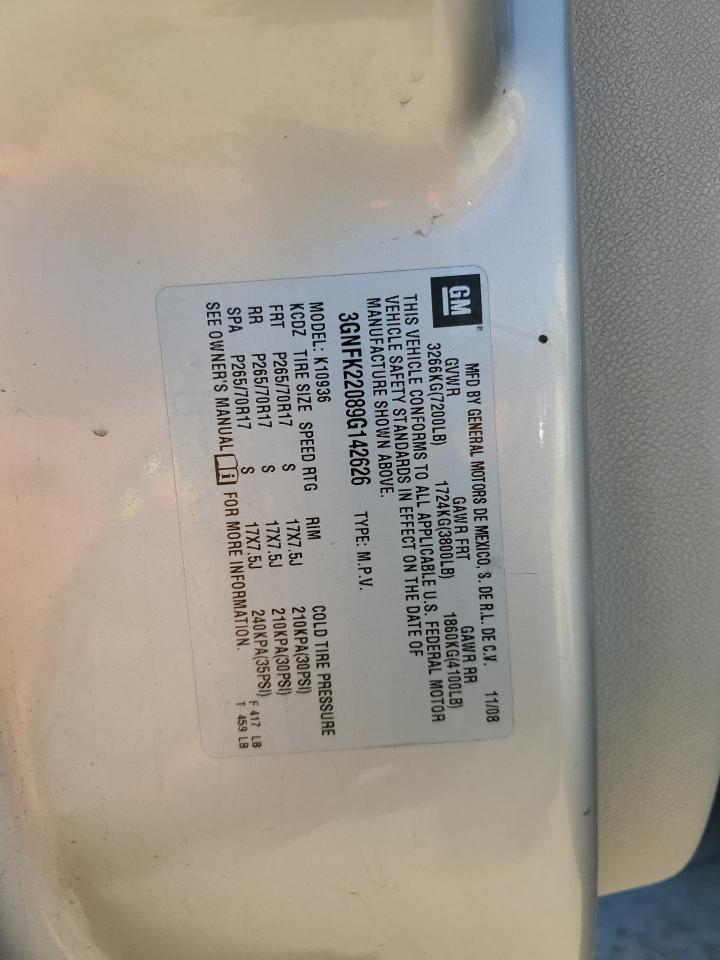 GM®
MFD BY GENERAL MOTORS DE MEXICO, S. DE R.L. DE C.V. 11/08
GVWR GAWR FRT GAWR RR
3266KG(7200LB) 1724KG(3800LB) 1860KG(4100LB)
THIS VEHICLE CONFORMS TO ALL APPLICABLE U.S. FEDERAL MOTOR
VEHICLE SAFETY STANDARDS IN EFFECT ON THE DATE OF
MANUFACTURE SHOWN ABOVE.
3GNFK22089G142626 TYPE: M.P.V.
MODEL: K10936
KCDZ TIRE SIZE SPEED RTG RIM COLD TIRE PRESSURE
FRT P265/70R17 S 17X7.5J 210KPA(30PSI)
RR P265/70R17 S 17X7.5J 210KPA(30PSI)
SPA P265/70R17 S 17X7.5J 240KPA(35PSI) F 417 LB
SEE OWNER'S MANUAL i FOR MORE INFORMATION. T 459 LB